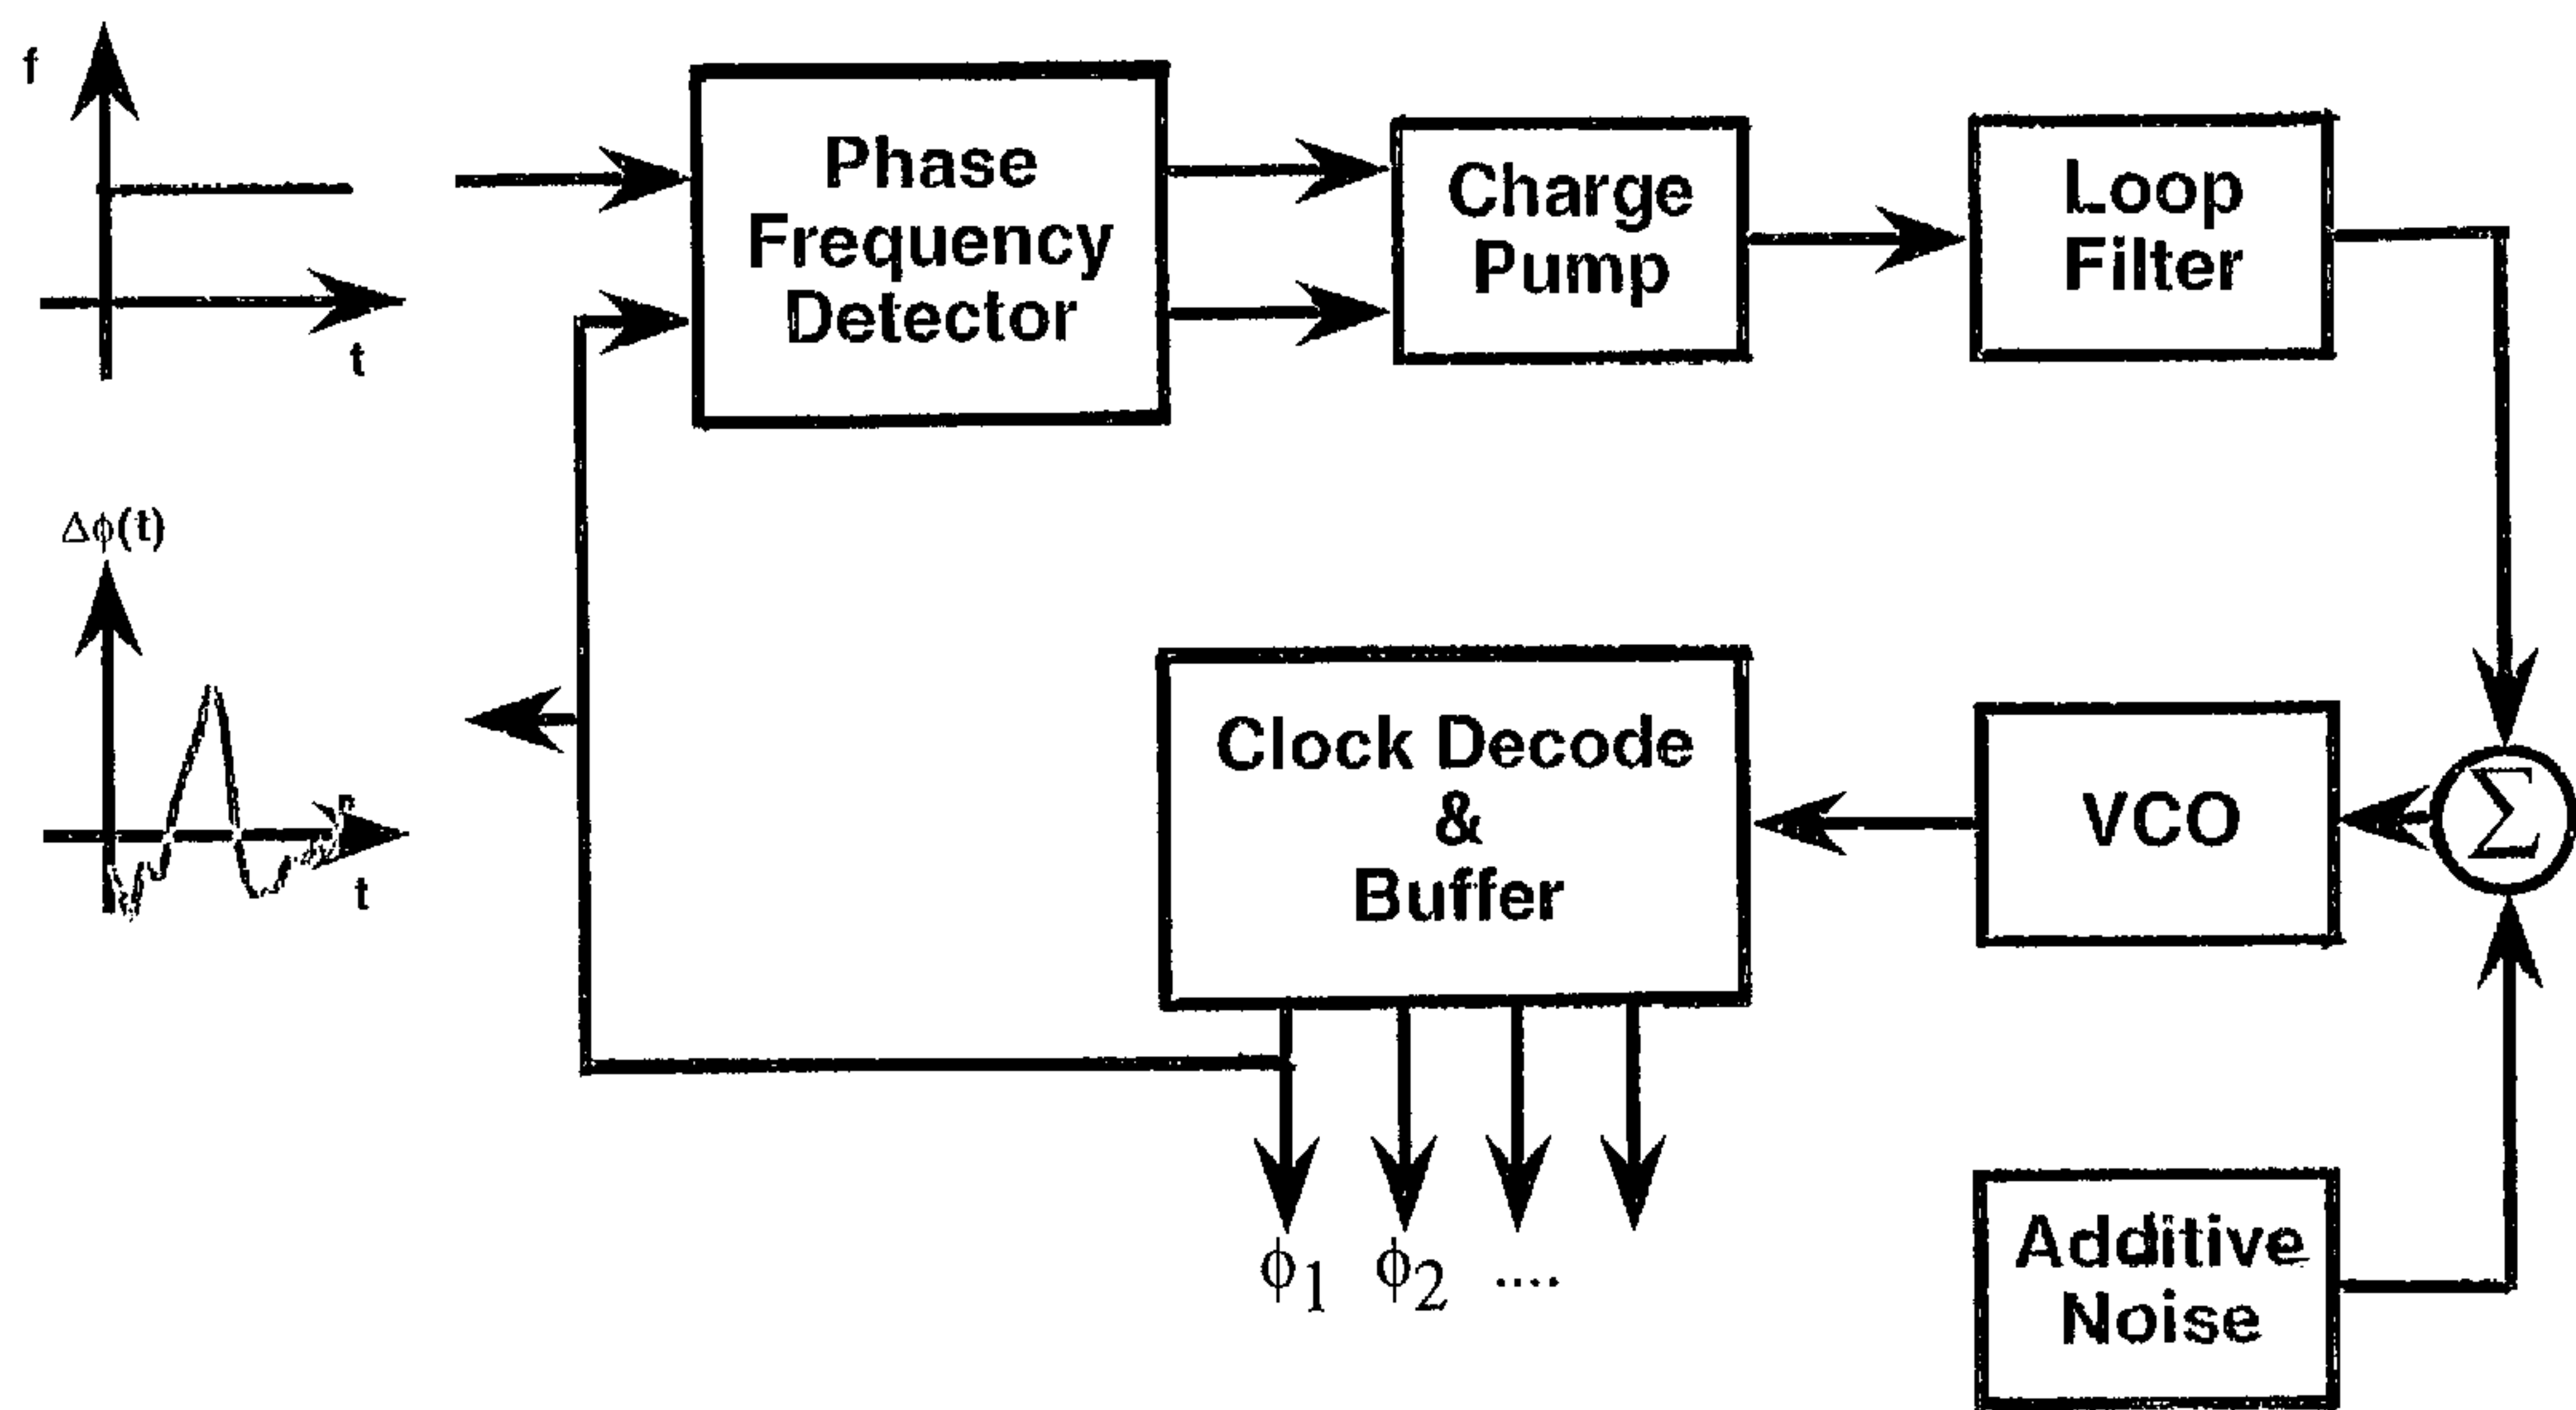 f
t
Phase
Frequency
Detector
Charge
Pump
Loop
Filter
Δϕ(t)
t
Clock Decode
&
Buffer
VCO
Σ
ϕ1 ϕ2 ....
Additive
Noise